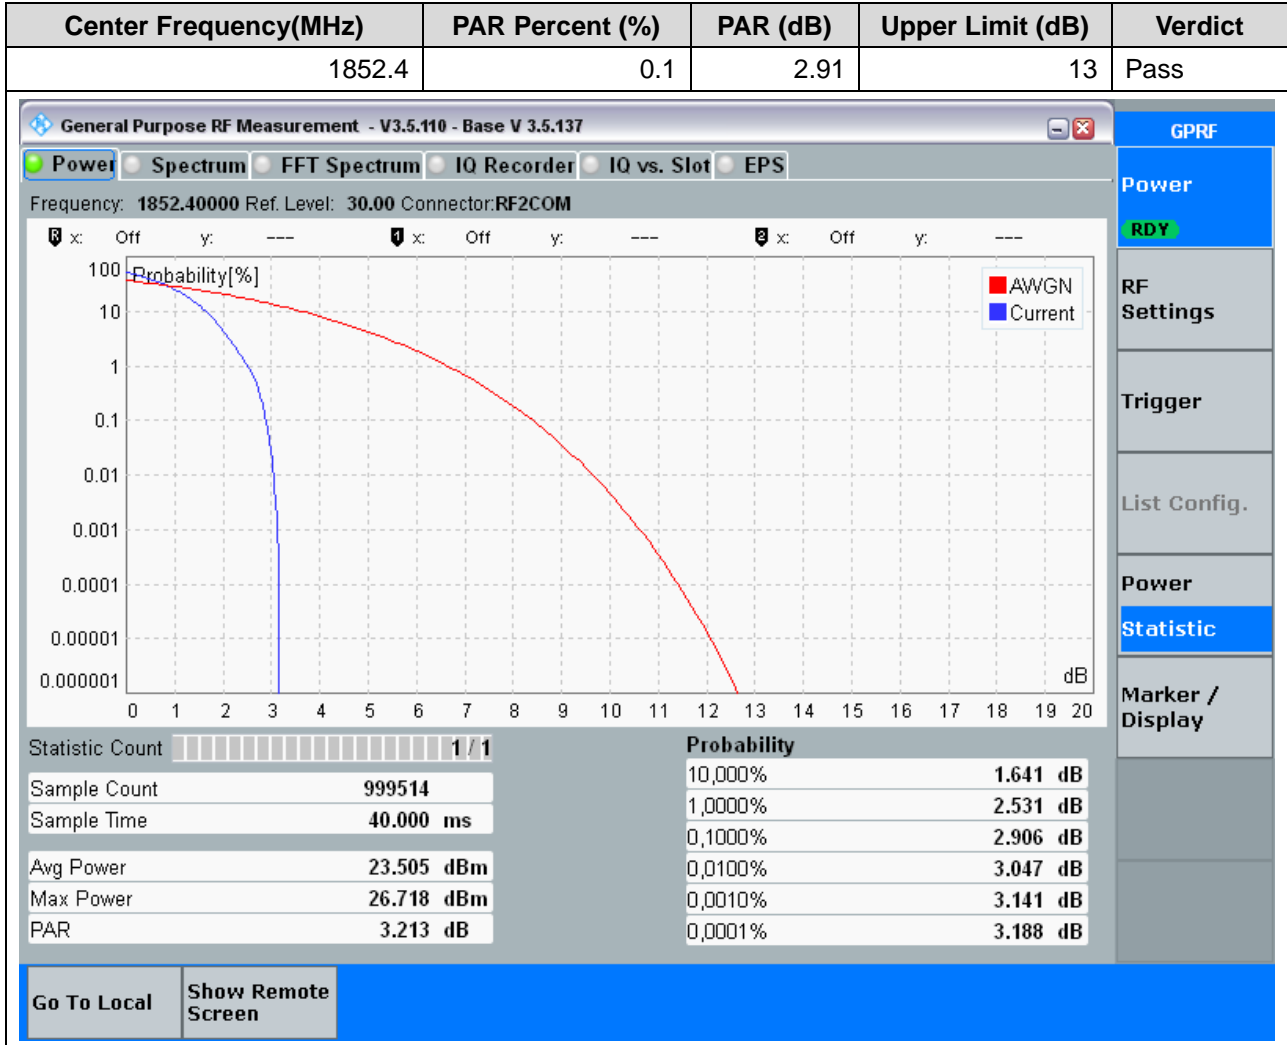 Center Frequency(MHz) PAR Percent (%) PAR (dB) Upper Limit (dB) Verdict
1852.4 0.1 2.91 13 Pass
General Purpose RF Measurement - V3.5.110 - Base V 3.5.137
GPRF
Power Spectrum FFT Spectrum IQ Recorder IQ vs. Slot EPS
Power
RDY
Frequency: 1852.40000 Ref. Level: 30.00 Connector:RF2COM
R x: Off y: --- 1 x: Off y: --- 2 x: Off y: ---
100 Probability[%]
AWGN
Current
10
1
0.1
0.01
0.001
0.0001
0.00001
0.000001
dB
0 1 2 3 4 5 6 7 8 9 10 11 12 13 14 15 16 17 18 19 20
RF
Settings
Trigger
List Config.
Power
Statistic
Marker /
Display
Statistic Count 1 / 1
Sample Count 999514
Sample Time 40.000 ms
Avg Power 23.505 dBm
Max Power 26.718 dBm
PAR 3.213 dB
Probability
10,000% 1.641 dB
1,0000% 2.531 dB
0,1000% 2.906 dB
0,0100% 3.047 dB
0,0010% 3.141 dB
0,0001% 3.188 dB
Go To Local
Show Remote
Screen